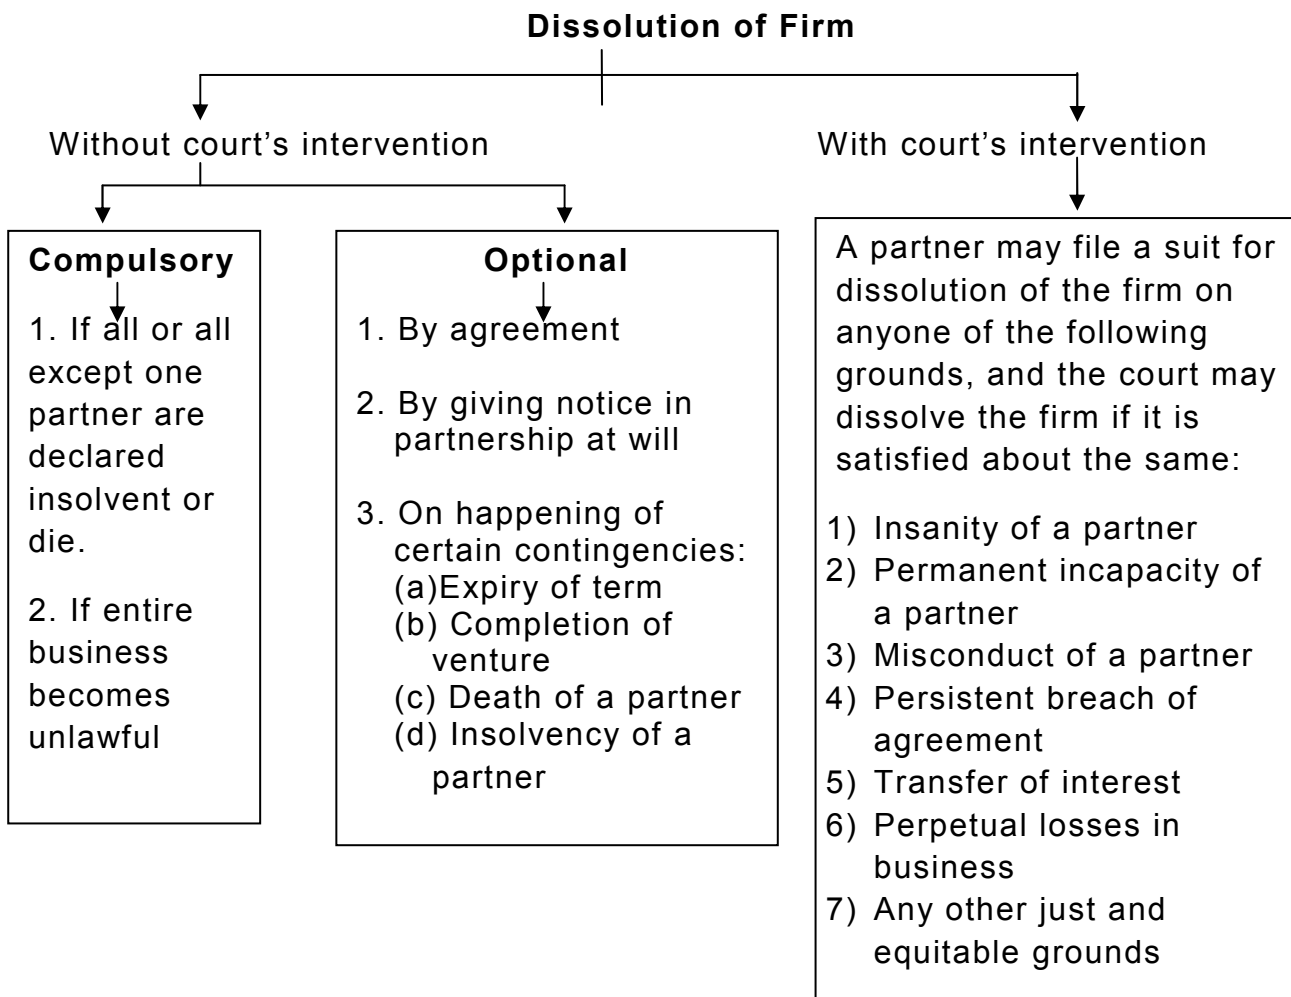 Dissolution of Firm
Without court’s intervention
With court’s intervention
Compulsory
1. If all or all
except one
partner are
declared
insolvent or
die.
2. If entire
business
becomes
unlawful
Optional
1. By agreement
2. By giving notice in
partnership at will
3. On happening of
certain contingencies:
(a)Expiry of term
(b) Completion of
venture
(c) Death of a partner
(d) Insolvency of a
partner
A partner may file a suit for
dissolution of the firm on
anyone of the following
grounds, and the court may
dissolve the firm if it is
satisfied about the same:
1) Insanity of a partner
2) Permanent incapacity of
a partner
3) Misconduct of a partner
4) Persistent breach of
agreement
5) Transfer of interest
6) Perpetual losses in
business
7) Any other just and
equitable grounds